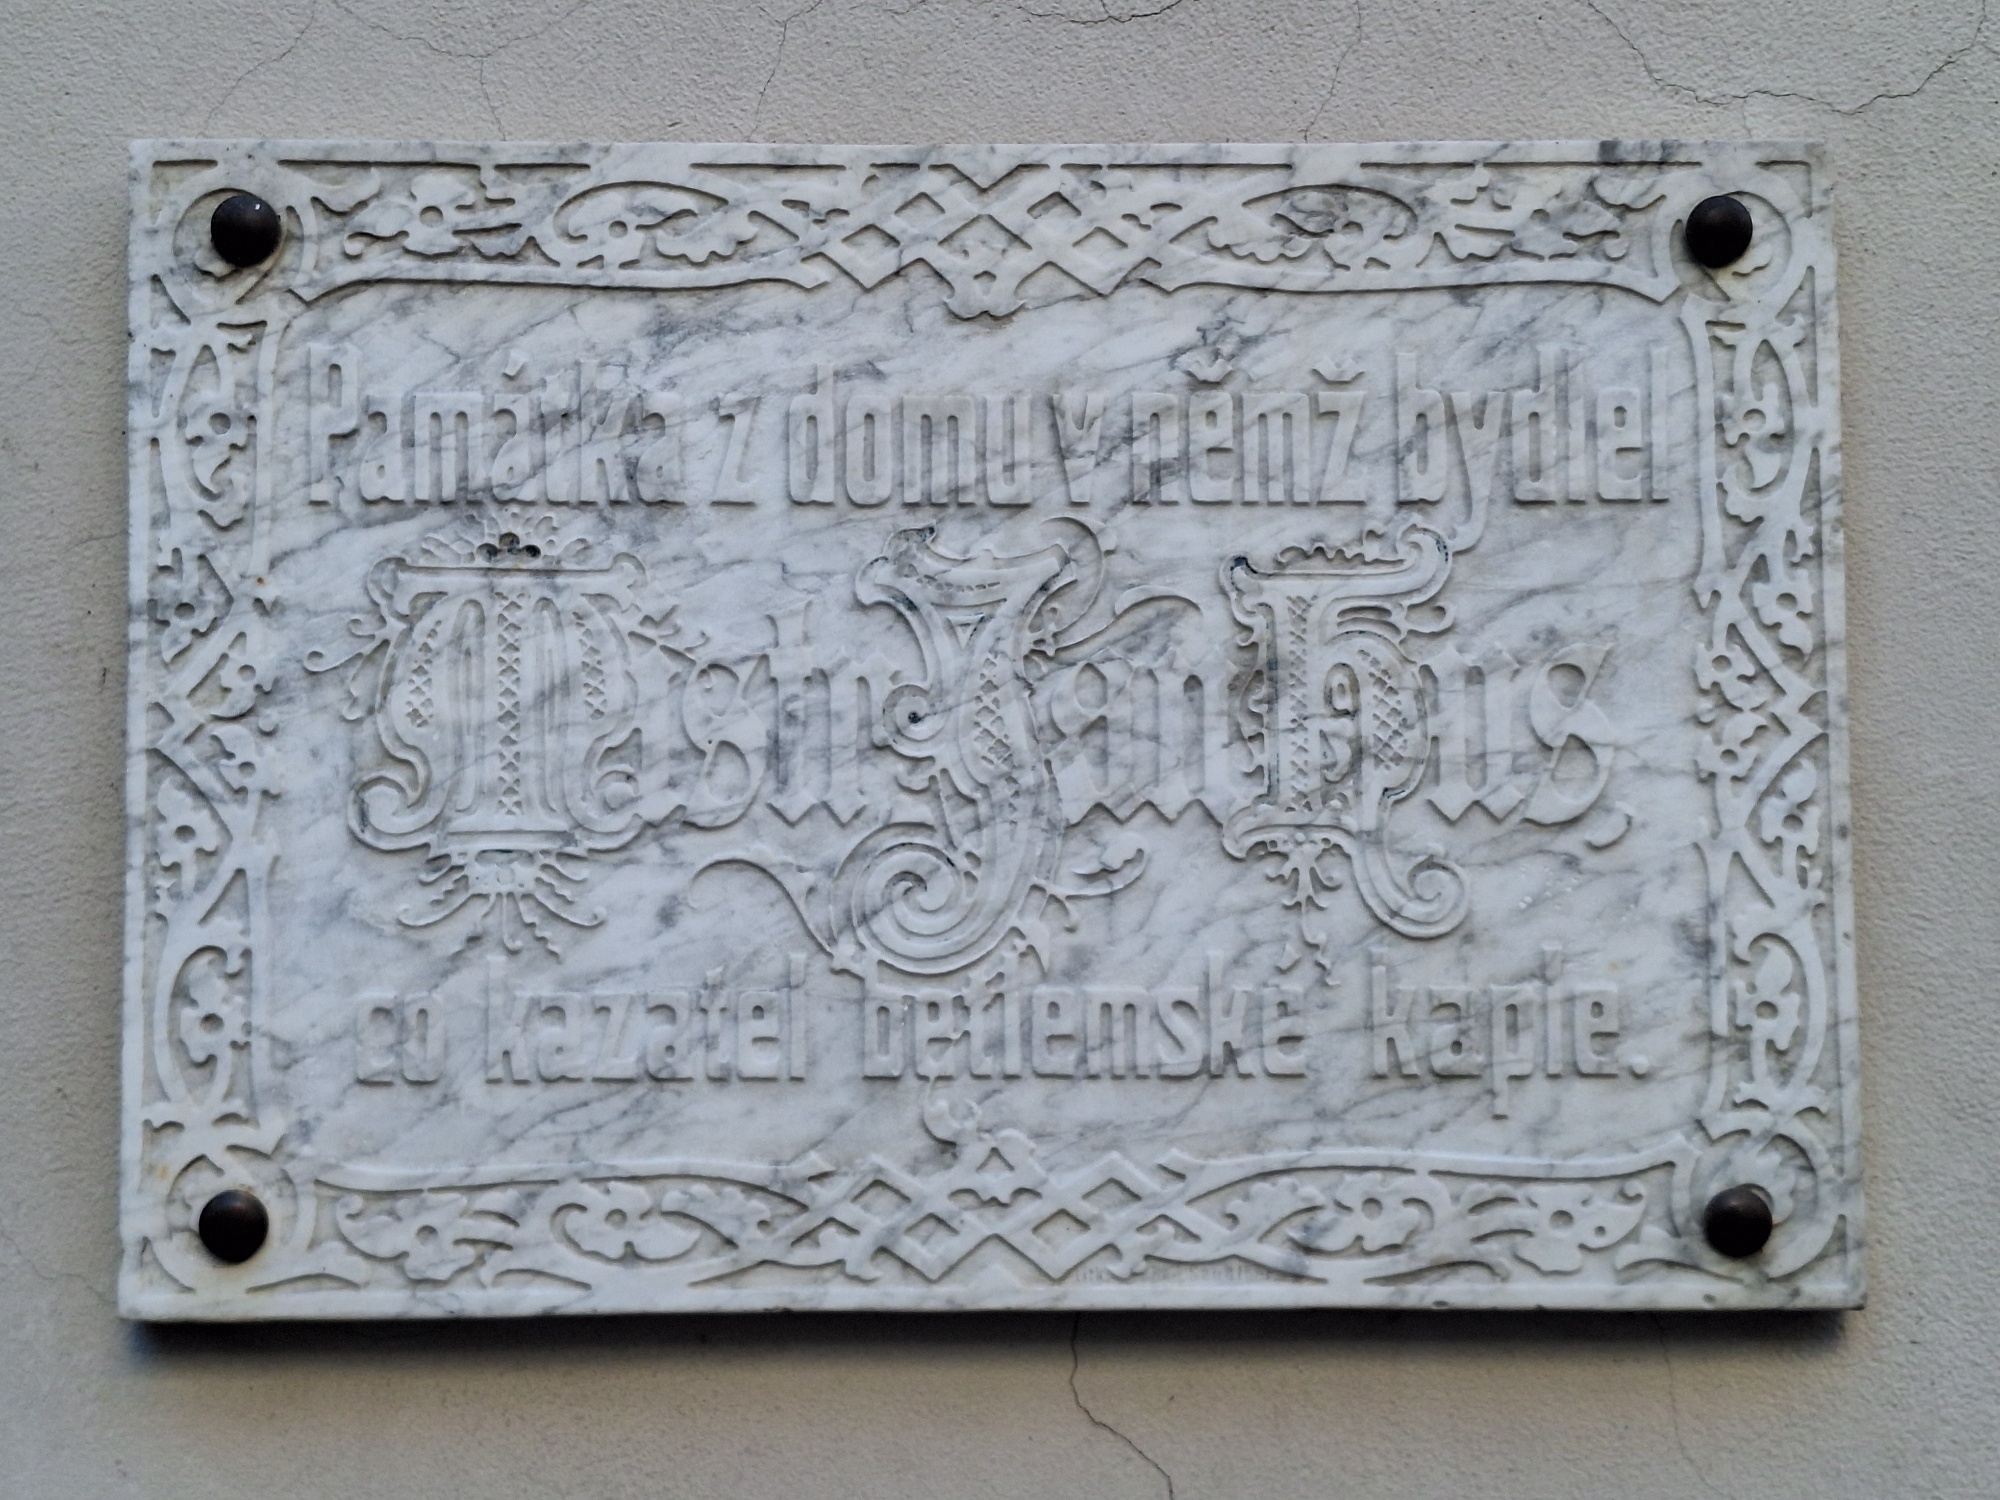 Památka z domu v němž bydlel
Mistr Jan Hus,
co kazatel betlemské kaple.